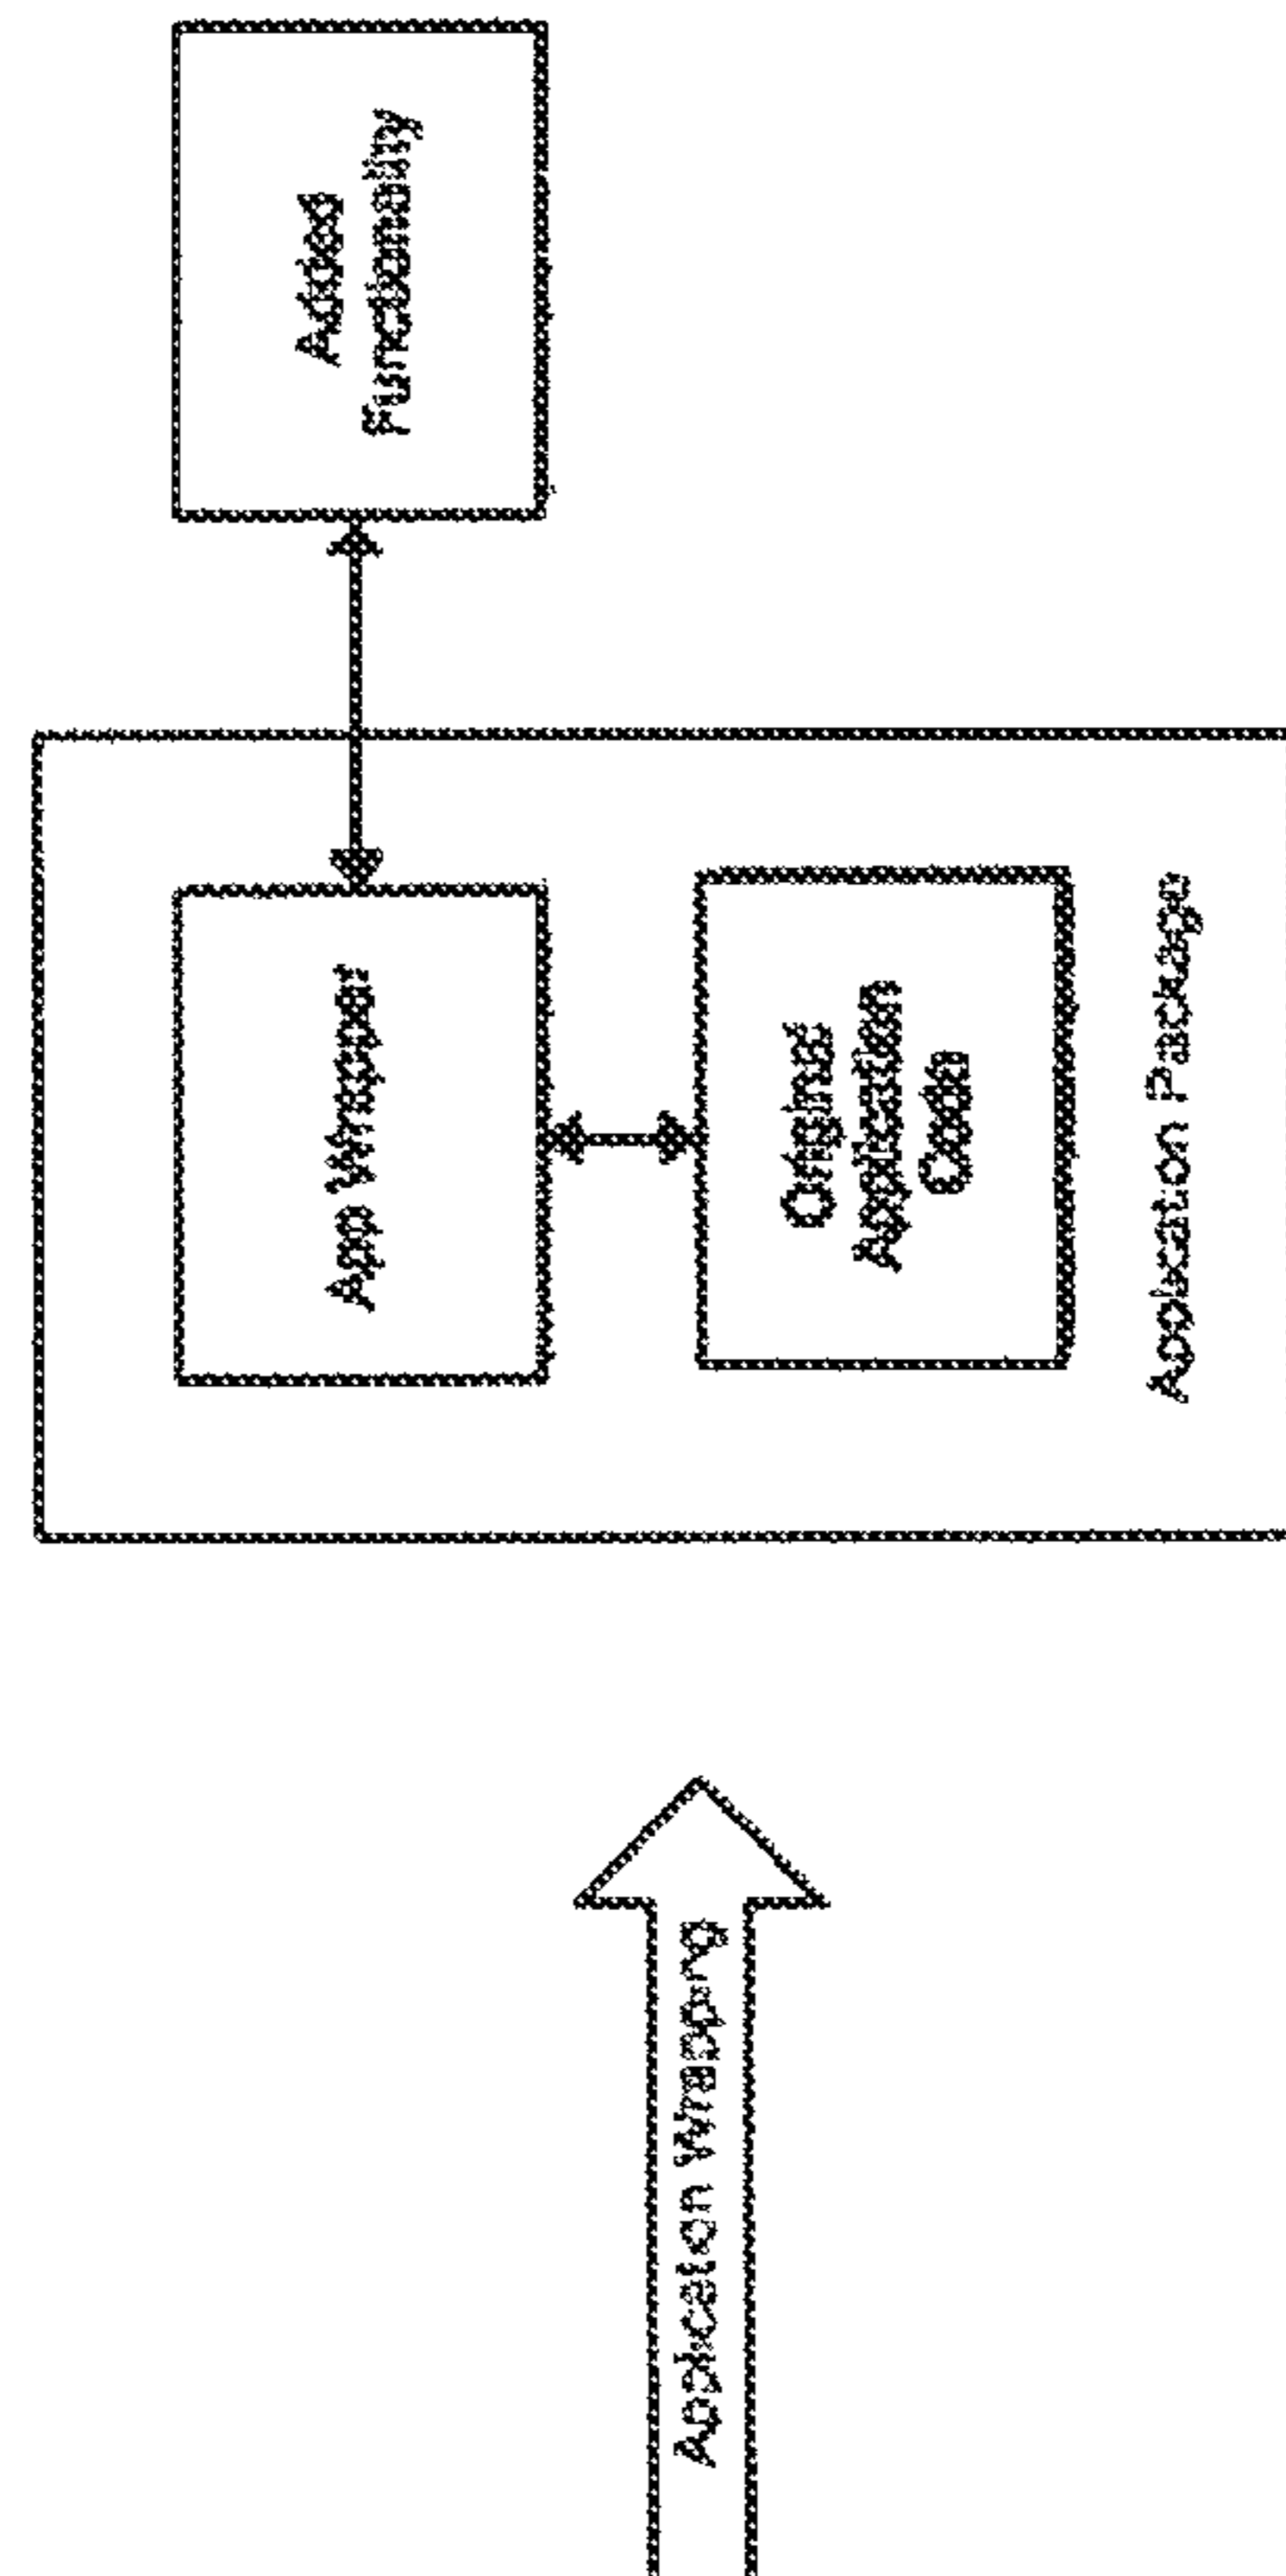 Application Wrapping
App Wrapper
Original
Application
Code
Application Package
Added
Functionality